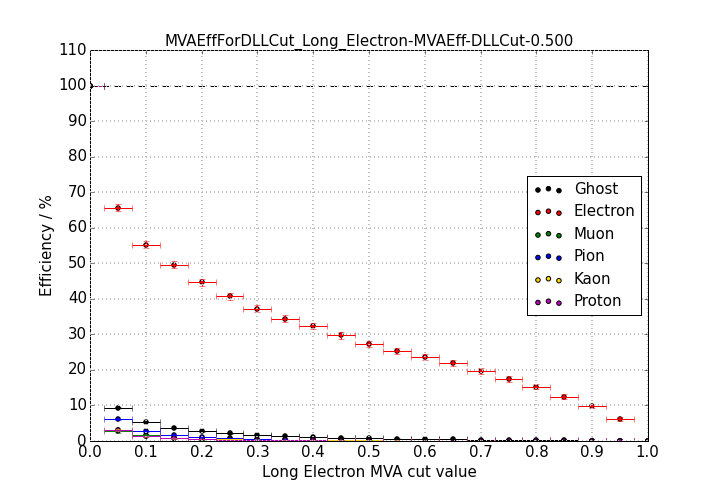 MVAEffForDLLCut_Long_Electron-MVAEff-DLLCut-0.500
110
100
90
80
70
60
50
40
30
20
10
0
Efficiency / %
Ghost
Electron
Muon
Pion
Kaon
Proton
0.0 0.1 0.2 0.3 0.4 0.5 0.6 0.7 0.8 0.9 1.0
Long Electron MVA cut value